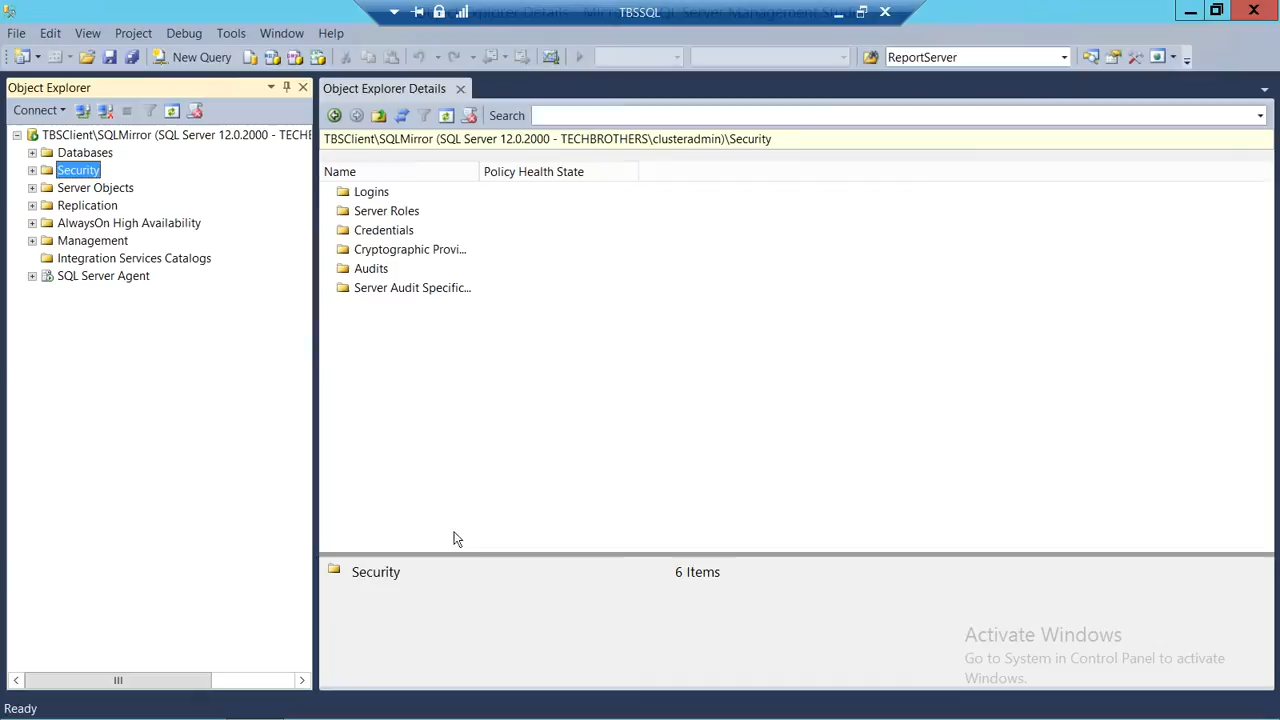 TBSSQL
File Edit View Project Debug Tools Window Help
New Query
ReportServer
Object Explorer
Object Explorer Details
Connect
Search
TBSClient\SQLMirror (SQL Server 12.0.2000 - TECH
TBSClient\SQLMirror (SQL Server 12.0.2000 - TECHBROTHERS\clusteradmin)\Security
Databases
Security
Server Objects
Replication
AlwaysOn High Availability
Management
Integration Services Catalogs
SQL Server Agent
Name Policy Health State
Logins
Server Roles
Credentials
Cryptographic Provi...
Audits
Server Audit Specific...
Security 6 Items
Activate Windows
Go to System in Control Panel to activate
Windows.
Ready